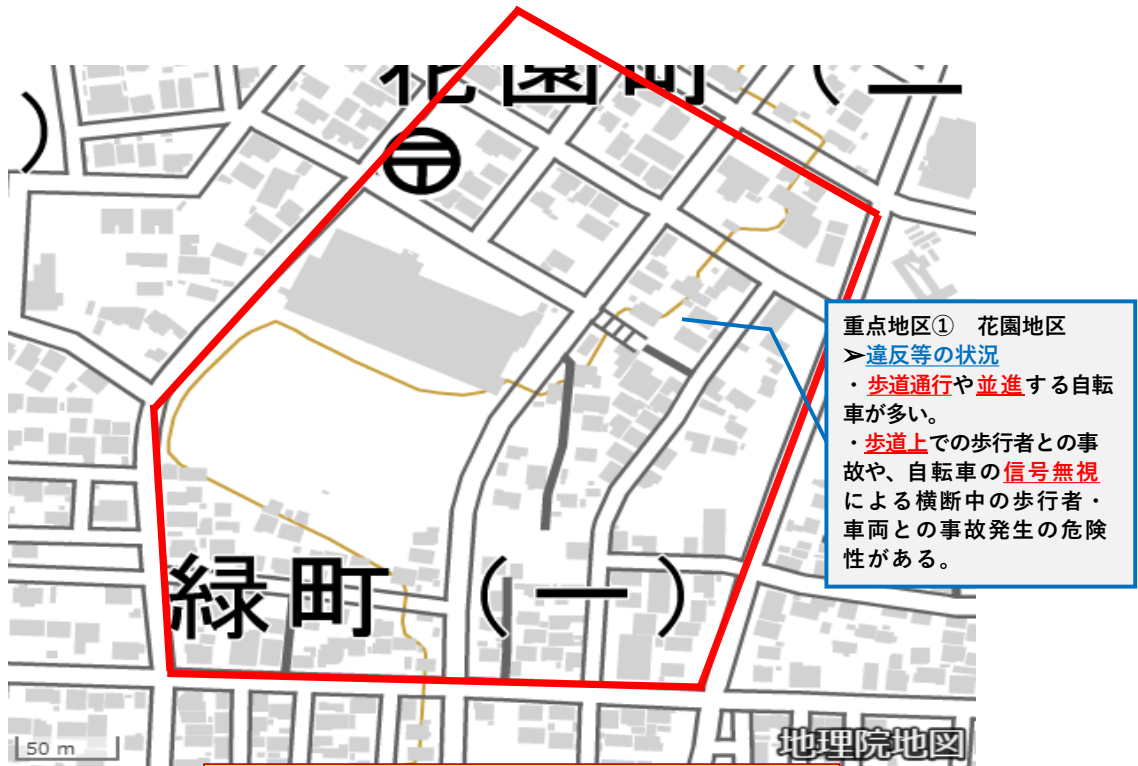 花園町（二
）
〒
重点地区①　花園地区
➢違反等の状況
・歩道通行や並進する自転
車が多い。
・歩道上での歩行者との事
故や、自転車の信号無視
による横断中の歩行者・
車両との事故発生の危険
性がある。
緑町（一）
50 m
地理院地図